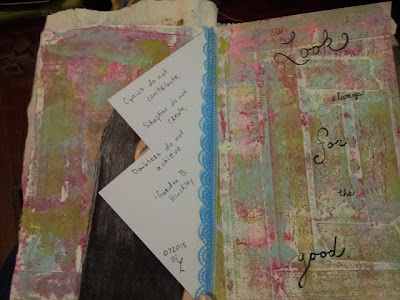 Cynics do not
contribute,
Skeptics do not
create,
Doubters do not
achieve.
-Gordon B.
Hinckley
072013
Look
always
for
the
good.